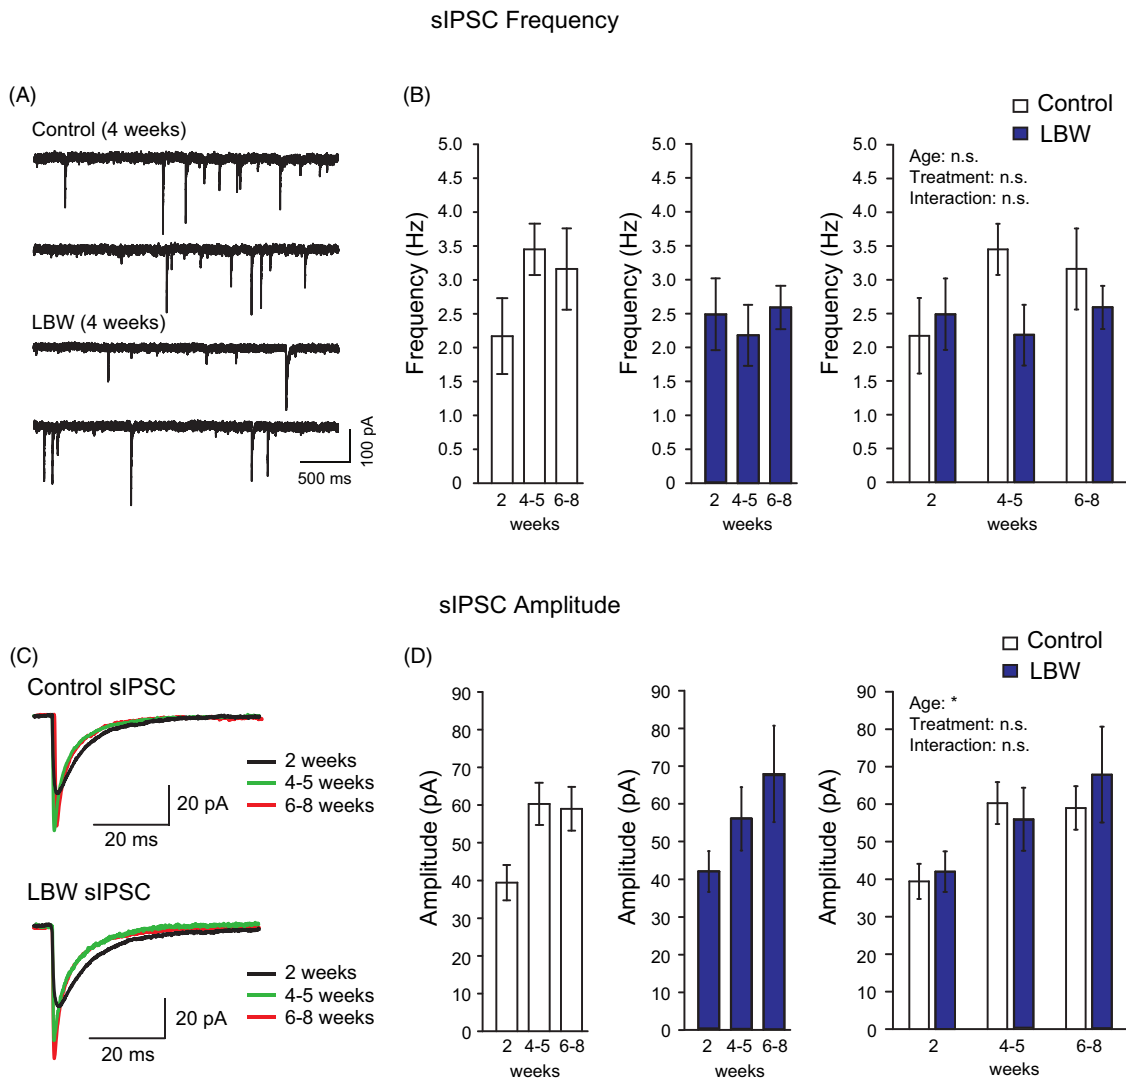 sIPSC Frequency
(A)
Control (4 weeks)
LBW (4 weeks)
100 pA
500 ms
(B)
Control
LBW
Frequency (Hz)
5.0
4.5
4.0
3.5
3.0
2.5
2.0
1.5
1.0
0.5
0
2 4-5 6-8
weeks
Frequency (Hz)
5.0
4.5
4.0
3.5
3.0
2.5
2.0
1.5
1.0
0.5
0
2 4-5 6-8
weeks
Frequency (Hz)
5.0
4.5
4.0
3.5
3.0
2.5
2.0
1.5
1.0
0.5
0
Age: n.s.
Treatment: n.s.
Interaction: n.s.
2 4-5 6-8
weeks
sIPSC Amplitude
(C)
Control sIPSC
2 weeks
4-5 weeks
6-8 weeks
20 pA
20 ms
LBW sIPSC
2 weeks
4-5 weeks
6-8 weeks
20 pA
20 ms
(D)
Control
LBW
Amplitude (pA)
90
80
70
60
50
40
30
20
10
0
2 4-5 6-8
weeks
Amplitude (pA)
90
80
70
60
50
40
30
20
10
0
2 4-5 6-8
weeks
Amplitude (pA)
90
80
70
60
50
40
60
20
10
0
Age: *
Treatment: n.s.
Interaction: n.s.
2 4-5 6-8
weeks